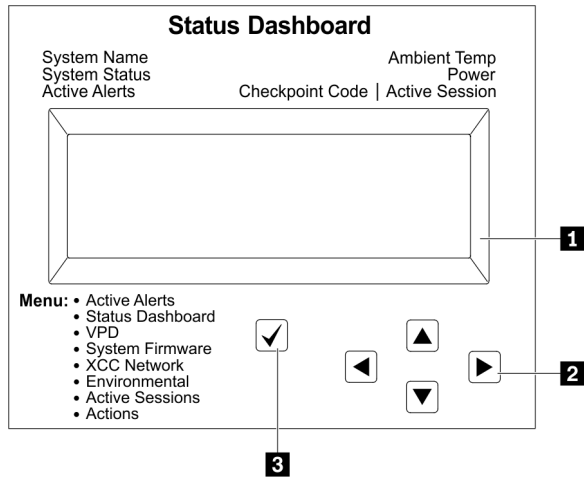 Status Dashboard
System Name
System Status
Active Alerts
Ambient Temp
Power
Checkpoint Code | Active Session
1
Menu: • Active Alerts
• Status Dashboard
• VPD
• System Firmware
• XCC Network
• Environmental
• Active Sessions
• Actions
2
3